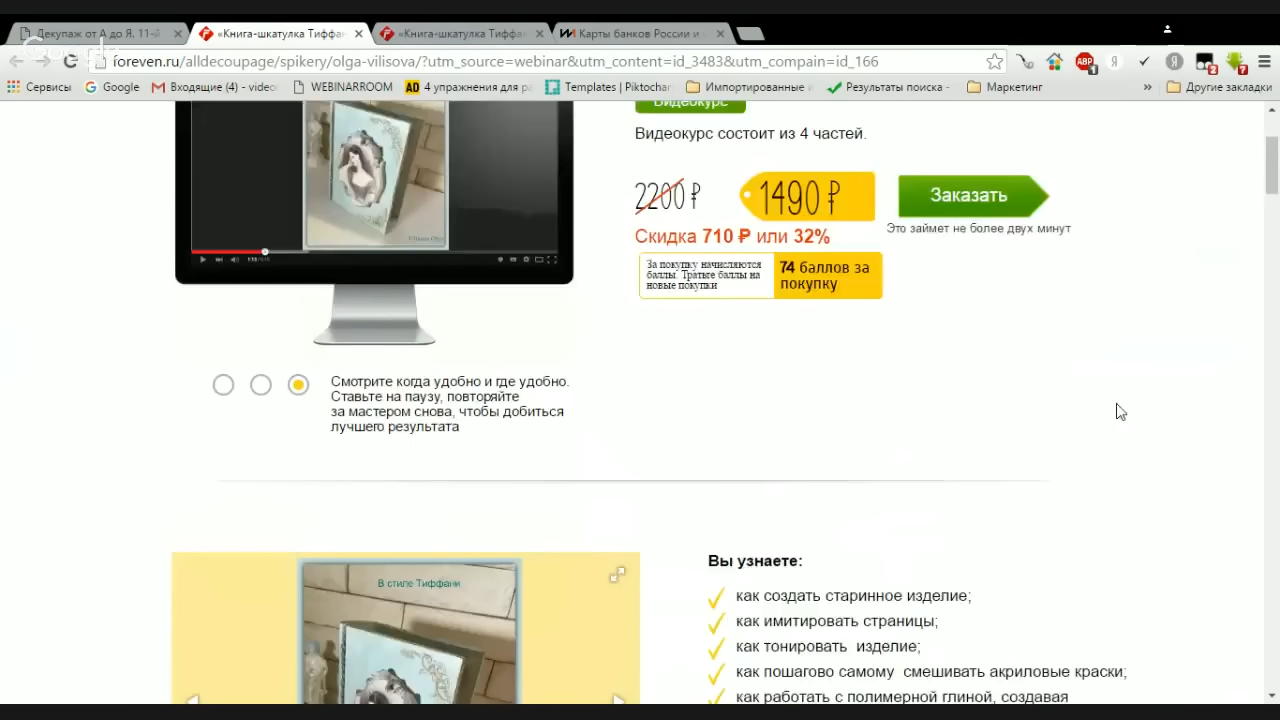 Декупаж от А до Я. 11-й
«Книга-шкатулка Тиффан
«Книга-шкатулка Тиффан
Карты банков России и
foreven.ru/alldecoupage/spikery/olga-vilisova/?utm_source=webinar&utm_content=id_3483&utm_compain=id_166
Сервисы
Google
Входящие (4) - video
WEBINARROOM
4 упражнения для ра
Templates | Piktochar
Импортированные и
Результаты поиска -
Маркетинг
»
Другие закладки
Видеокурс
Видеокурс состоит из 4 частей.
2200 ₽
1490 ₽
Заказать
Скидка 710 ₽ или 32%
Это займет не более двух минут
За покупку начисляются
баллы. Тратьте баллы на
новые покупки
74 баллов за
покупку
Смотрите когда удобно и где удобно.
Ставьте на паузу, повторяйте
за мастером снова, чтобы добиться
лучшего результата
В стиле Тиффани
Вы узнаете:
как создать старинное изделие;
как имитировать страницы;
как тонировать изделие;
как пошагово самому смешивать акриловые краски;
как работать с полимерной глиной, создавая